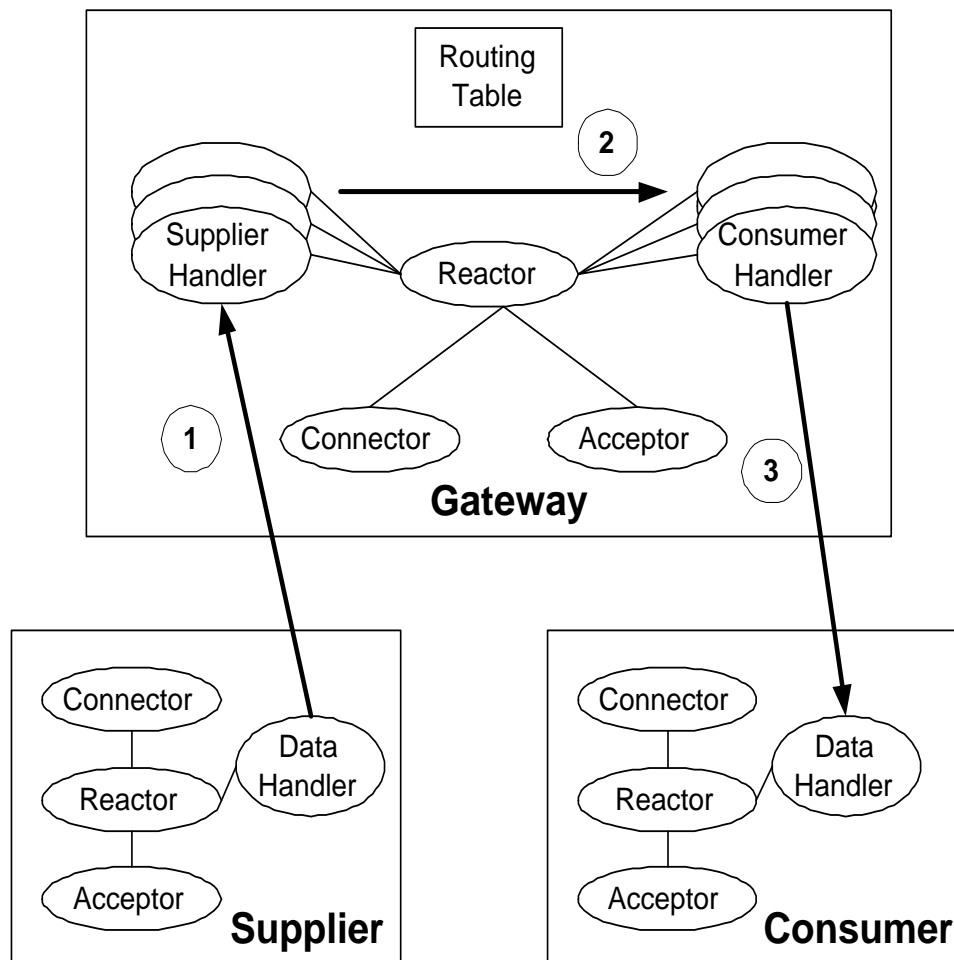 Routing
Table
2
Supplier
Handler
Consumer
Handler
Reactor
1
Connector
Acceptor
3
Gateway
Connector
Data
Handler
Reactor
Acceptor
Supplier
Connector
Data
Handler
Reactor
Acceptor
Consumer